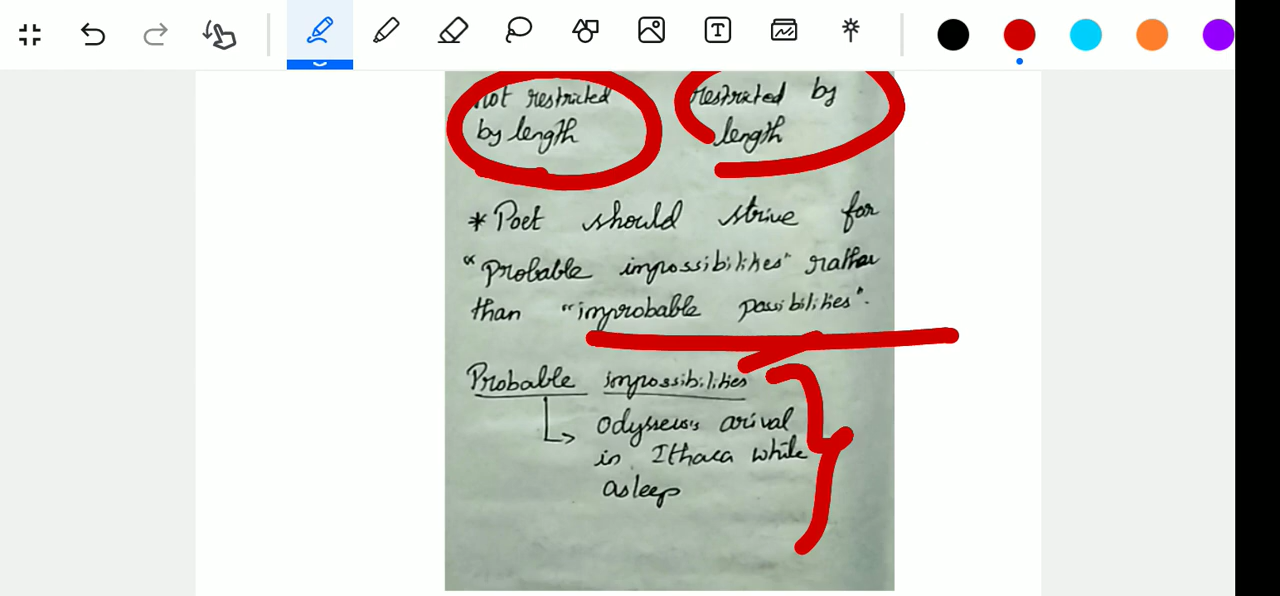 not restricted
by length
restricted by
length
* Poet should strive for
"Probable impossibilities" rather
than "improbable possibilities".
Probable impossibilities
Odysseus's arival
in Ithaca while
asleep